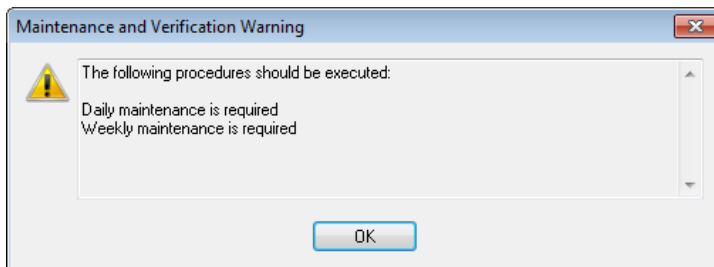 Maintenance and Verification Warning
The following procedures should be executed:
Daily maintenance is required
Weekly maintenance is required
OK